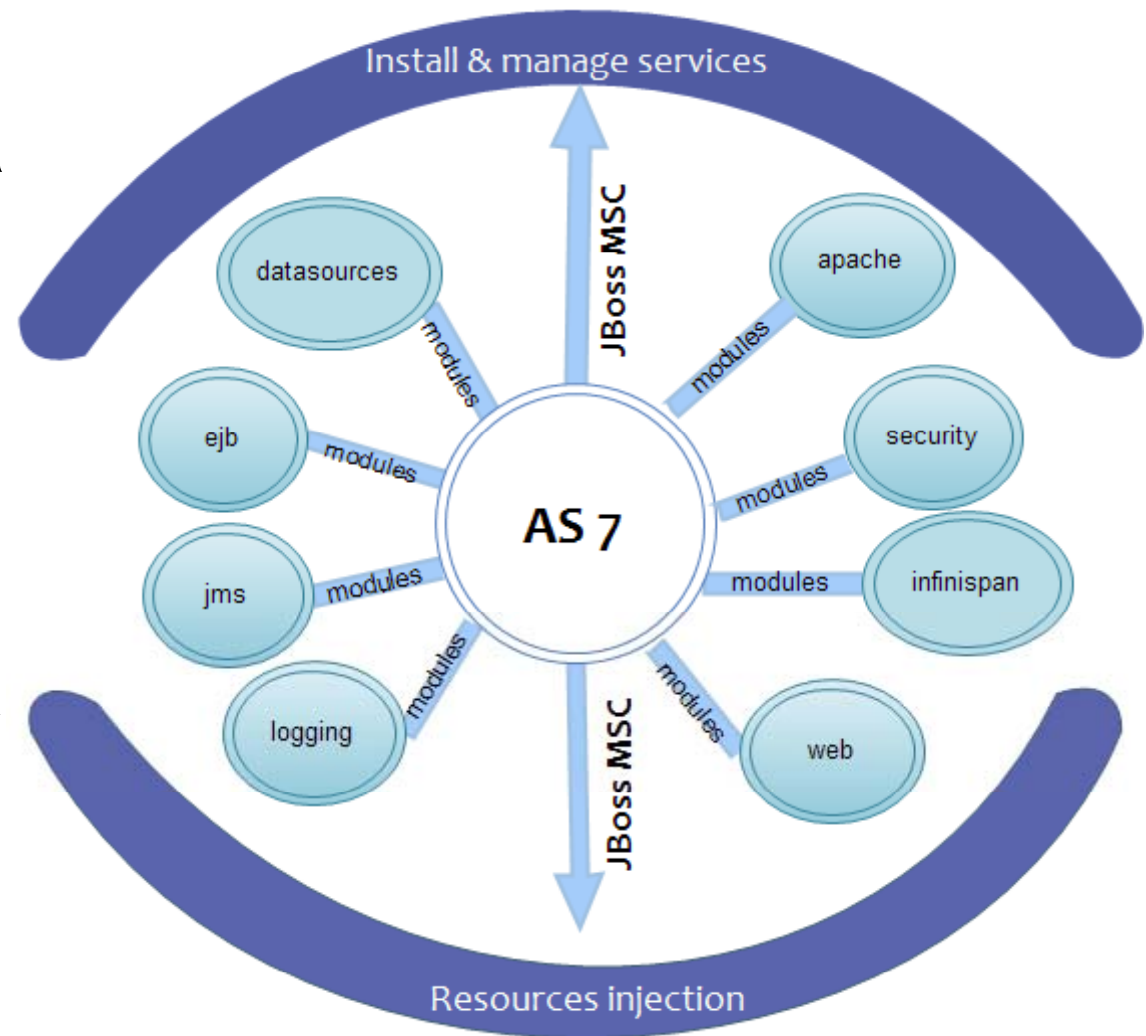 Install & manage services
JBoss MSC
datasources
modules
apache
modules
ejb
modules
security
modules
AS 7
jms
modules
infinispan
modules
logging
modules
web
modules
JBoss MSC
Resources injection